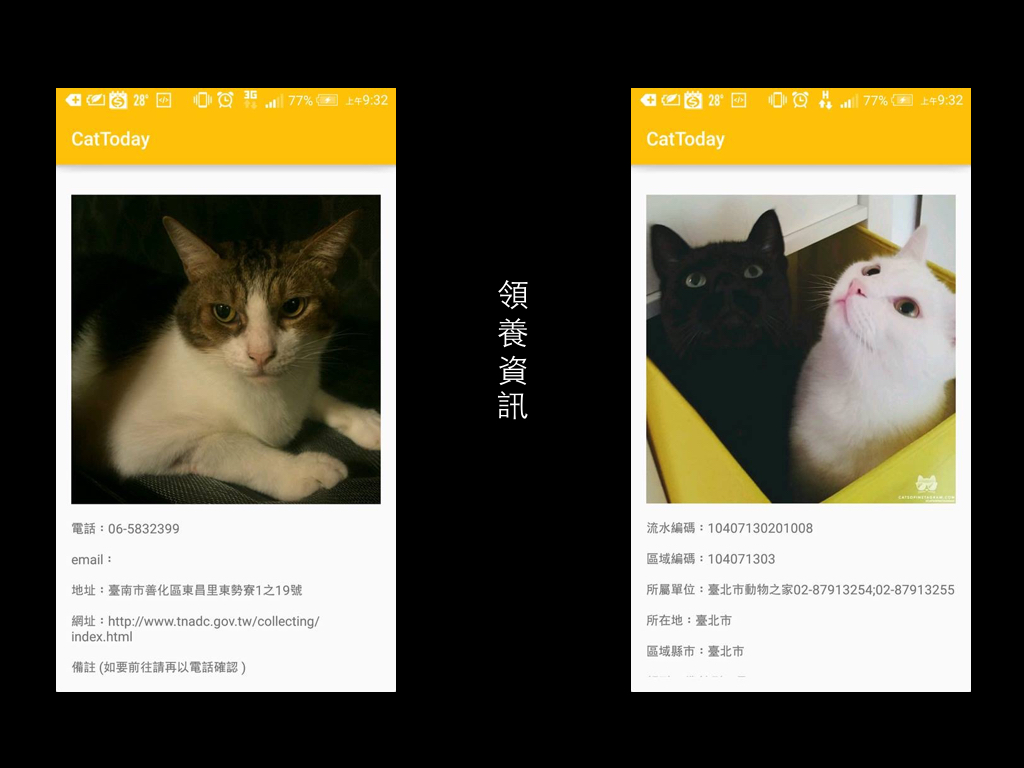 28°
3G
77%
上午9:32
CatToday
電話：06-5832399
email：
地址：臺南市善化區東昌里東勢寮1之19號
網址：http://www.tnadc.gov.tw/collecting/
index.html
備註 (如要前往請再以電話確認 )
領
養
資
訊
28°
H
77%
上午9:32
CatToday
CATSOFINSTAGRAM.COM
流水編碼：10407130201008
區域編碼：104071303
所屬單位：臺北市動物之家02-87913254;02-87913255
所在地：臺北市
區域縣市：臺北市